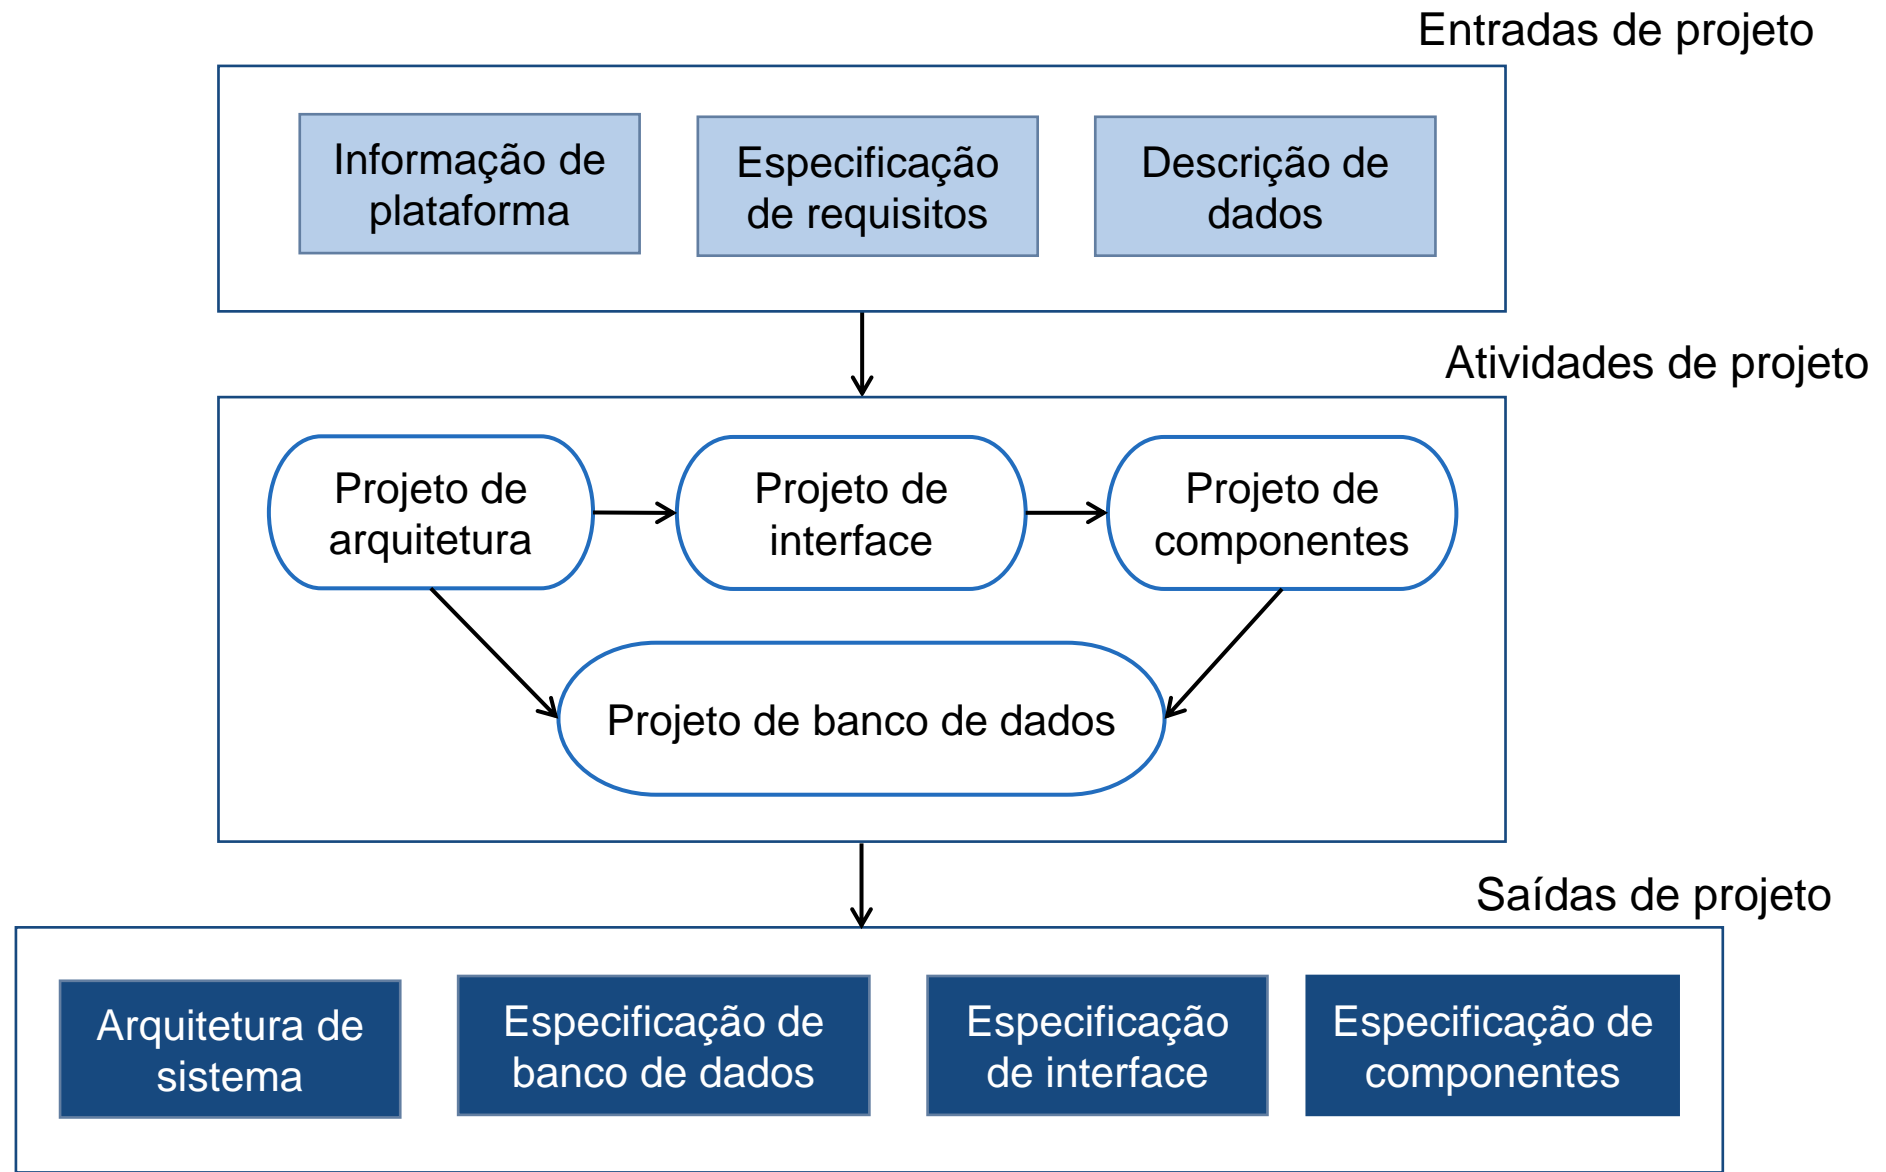 Entradas de projeto
Informação de
plataforma
Especificação
de requisitos
Descrição de
dados
Atividades de projeto
Projeto de
arquitetura
Projeto de
interface
Projeto de
componentes
Projeto de banco de dados
Saídas de projeto
Arquitetura de
sistema
Especificação de
banco de dados
Especificação
de interface
Especificação de
componentes